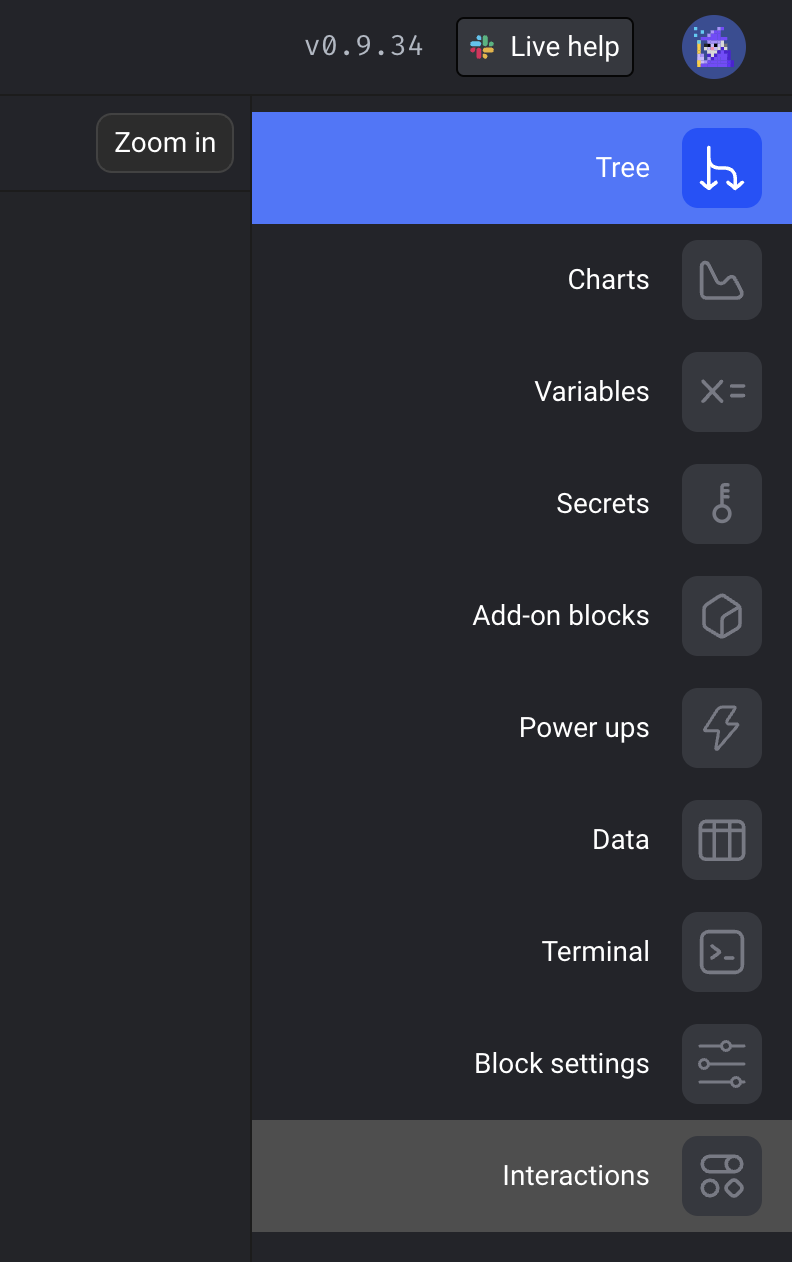 v0.9.34
Live help
Zoom in
Tree
Charts
Variables
Secrets
Add-on blocks
Power ups
Data
Terminal
Block settings
Interactions